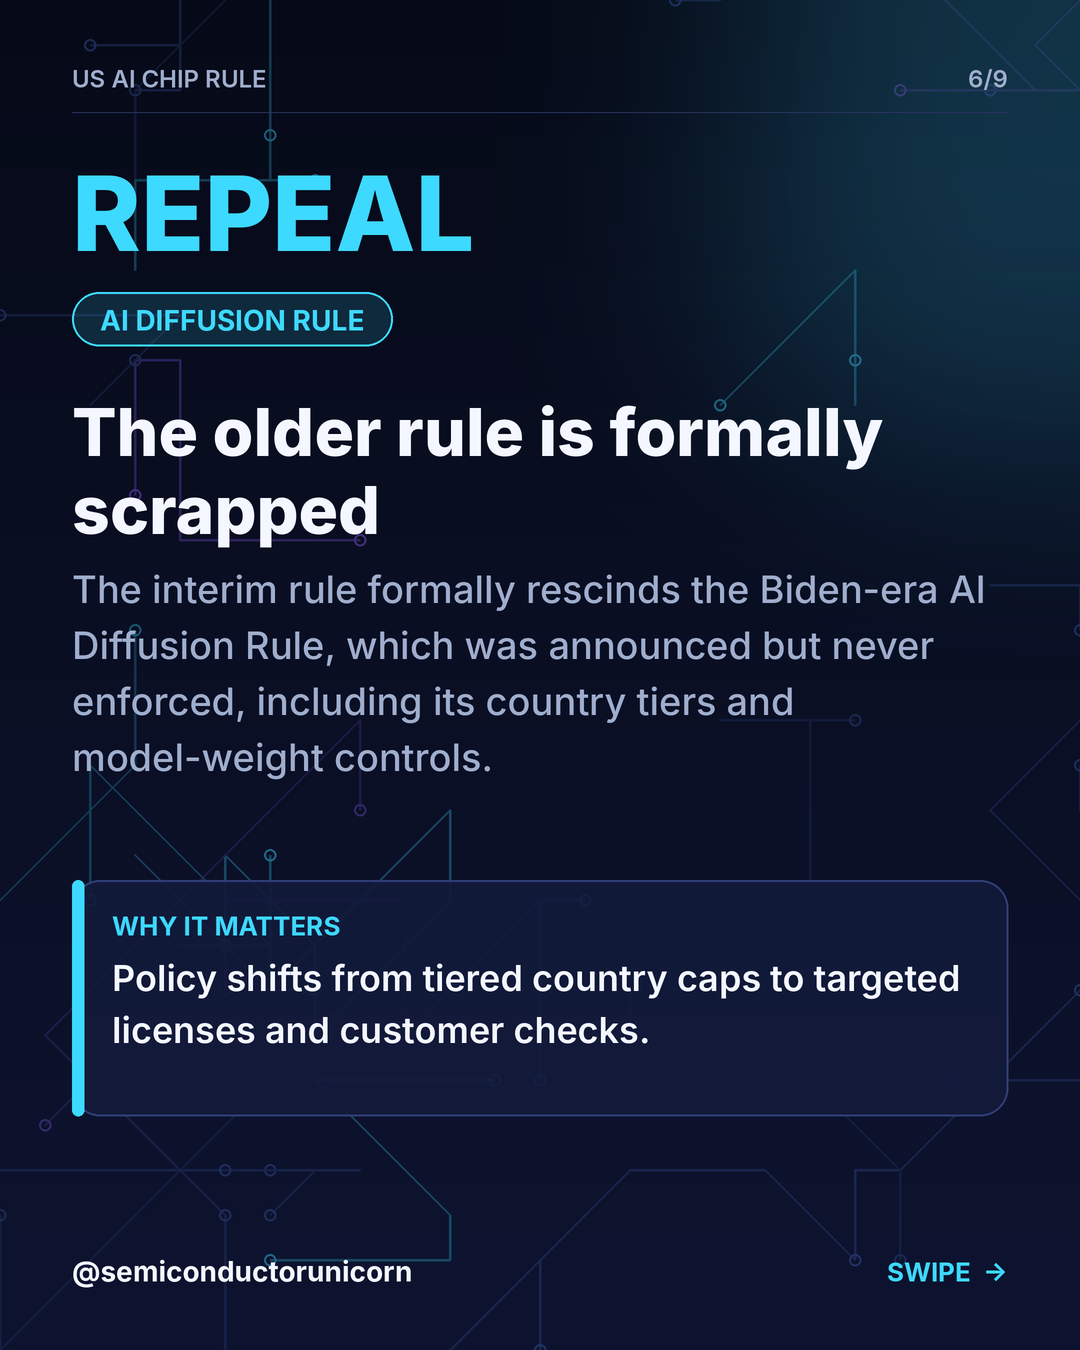 US AI CHIP RULE
6/9
REPEAL
AI DIFFUSION RULE
The older rule is formally
scrapped
The interim rule formally rescinds the Biden-era AI
Diffusion Rule, which was announced but never
enforced, including its country tiers and
model-weight controls.
WHY IT MATTERS
Policy shifts from tiered country caps to targeted
licenses and customer checks.
@semiconductorunicorn
SWIPE →